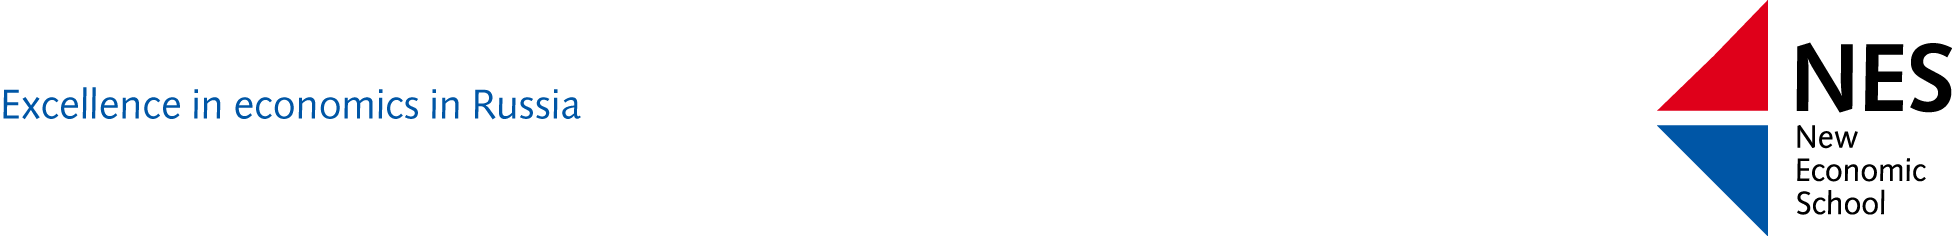 Excellence in economics in Russia
NES
New
Economic
School